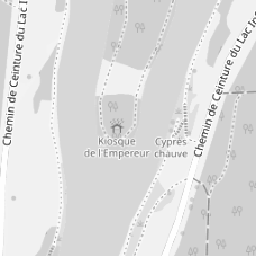 Chemin de Ceinture du Lac I
Chemin de Ceinture du Lac In
Kiosque
de l'Empereur
Cyprès
chauve